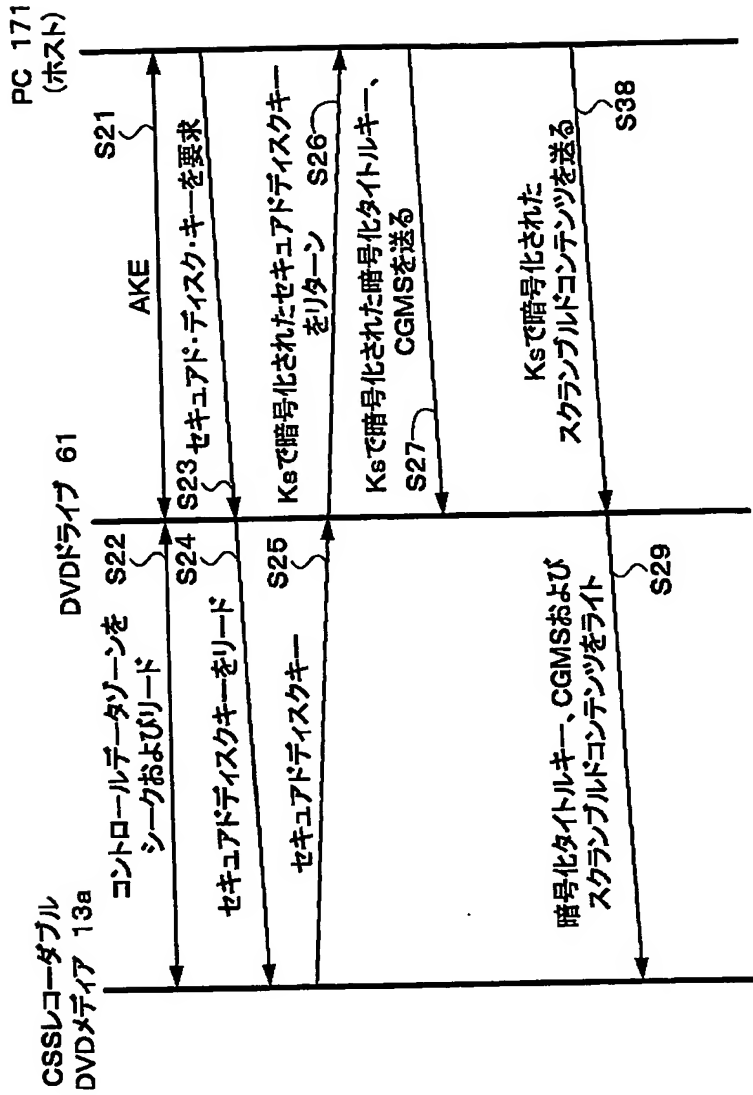 CSSレコーダブル
DVDメディア 13a
DVDドライブ 61
PC 171
(ホスト)
AKE
S21
コントロールデータゾーンを
シークおよびリード
S22
セキュアド・ディスク・キーを要求
S23
セキュアドディスクキーをリード
S24
セキュアドディスクキー
S25
Ksで暗号化されたセキュアドディスクキー
をリターン
S26
Ksで暗号化された暗号化タイトルキー、
CGMSを送る
S27
Ksで暗号化された
スクランブルドコンテンツを送る
S38
暗号化タイトルキー、CGMSおよび
スクランブルドコンテンツをライト
S29